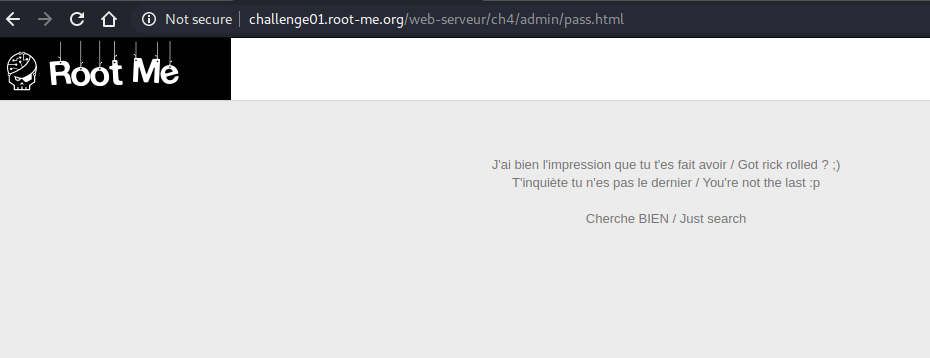 Not secure | challenge01.root-me.org/web-serveur/ch4/admin/pass.html
Root Me
J'ai bien l'impression que tu t'es fait avoir / Got rick rolled ? ;)
T'inquiète tu n'es pas le dernier / You're not the last :p
Cherche BIEN / Just search